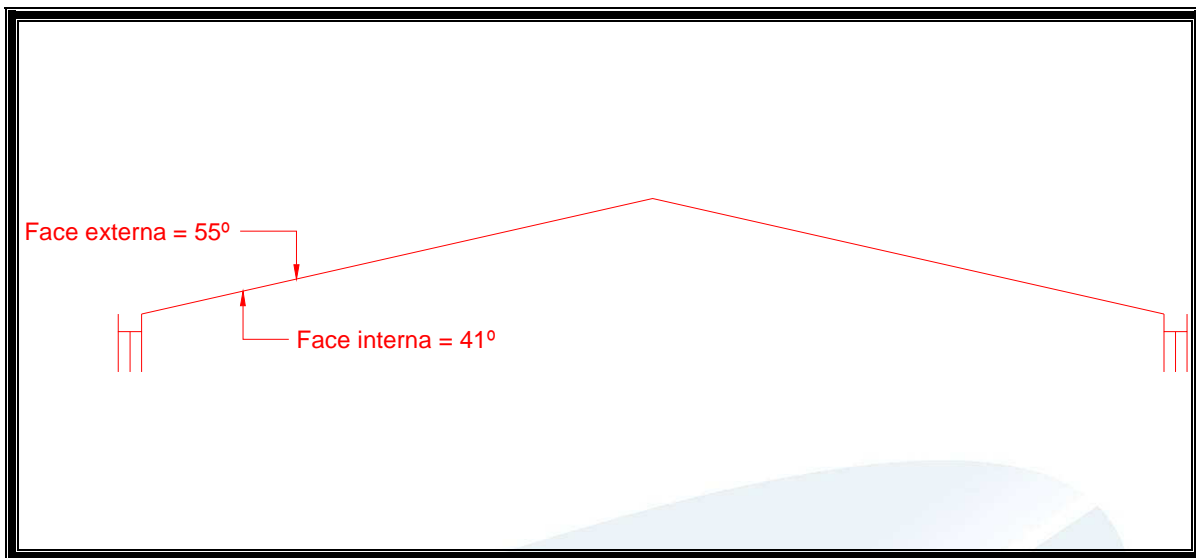 Face externa = 55º
Face interna = 41º